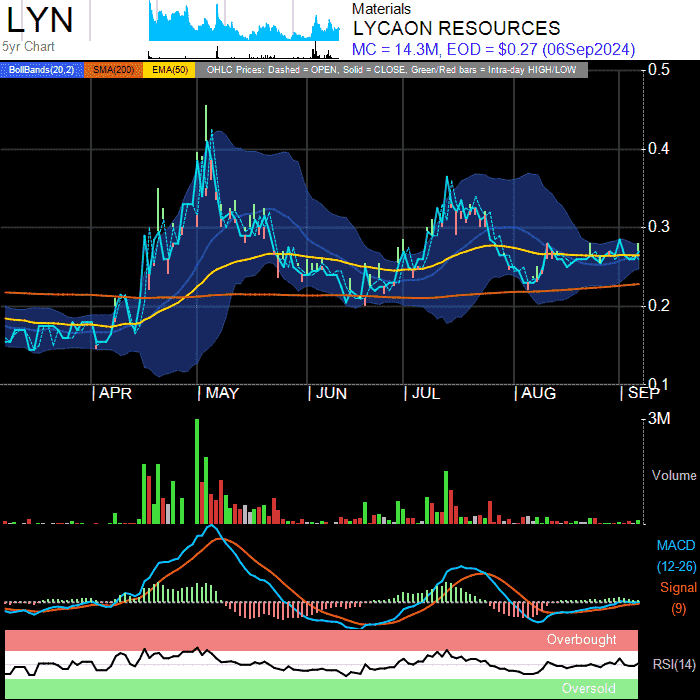 LYN
5yr Chart
Materials
LYCAON RESOURCES
MC = 14.3M, EOD = $0.27 (06Sep2024)
BollBands(20,2) SMA(200) EMA(50) OHLC Prices: Dashed = OPEN, Solid = CLOSE, Green/Red bars = Intra-day HIGH/LOW
0.5
0.4
0.3
0.2
0.1
| APR | MAY | JUN | JUL | AUG | SEP
3M
Volume
MACD
(12-26)
Signal
(9)
Overbought
RSI(14)
Oversold